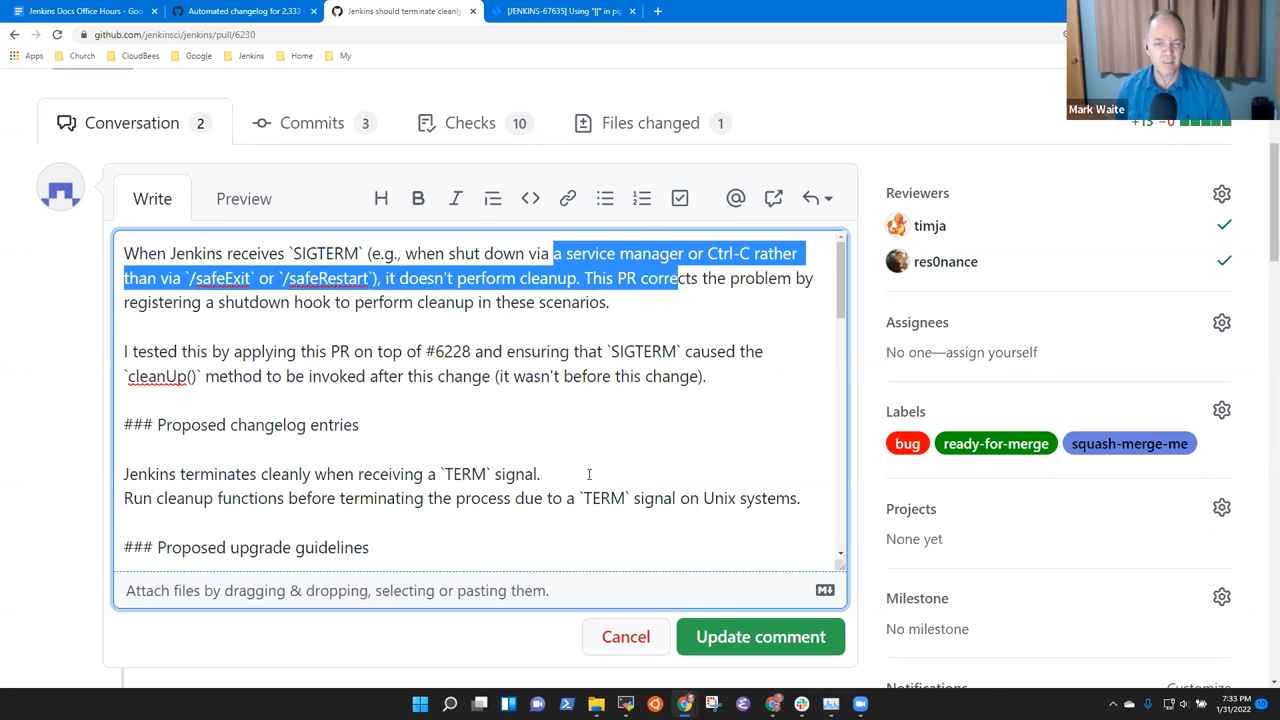 Jenkins Docs Office Hours - Goo
Automated changelog for 2.333
Jenkins should terminate cleanly
[JENKINS-67635] Using "||" in pip
github.com/jenkinsci/jenkins/pull/6230
Apps
Church
CloudBees
Google
Jenkins
Home
My
Mark Waite
Conversation 2
Commits 3
Checks 10
Files changed 1
+13 −0
Write
Preview
When Jenkins receives `SIGTERM` (e.g., when shut down via a service manager or Ctrl-C rather
than via `/safeExit` or `/safeRestart`), it doesn't perform cleanup. This PR corrects the problem by
registering a shutdown hook to perform cleanup in these scenarios.
I tested this by applying this PR on top of #6228 and ensuring that `SIGTERM` caused the
`cleanUp()` method to be invoked after this change (it wasn't before this change).
### Proposed changelog entries
Jenkins terminates cleanly when receiving a `TERM` signal.
Run cleanup functions before terminating the process due to a `TERM` signal on Unix systems.
### Proposed upgrade guidelines
Attach files by dragging & dropping, selecting or pasting them.
Cancel
Update comment
Reviewers
timja
res0nance
Assignees
No one—assign yourself
Labels
bug
ready-for-merge
squash-merge-me
Projects
None yet
Milestone
No milestone
Notifications
Customize
7:33 PM
1/31/2022